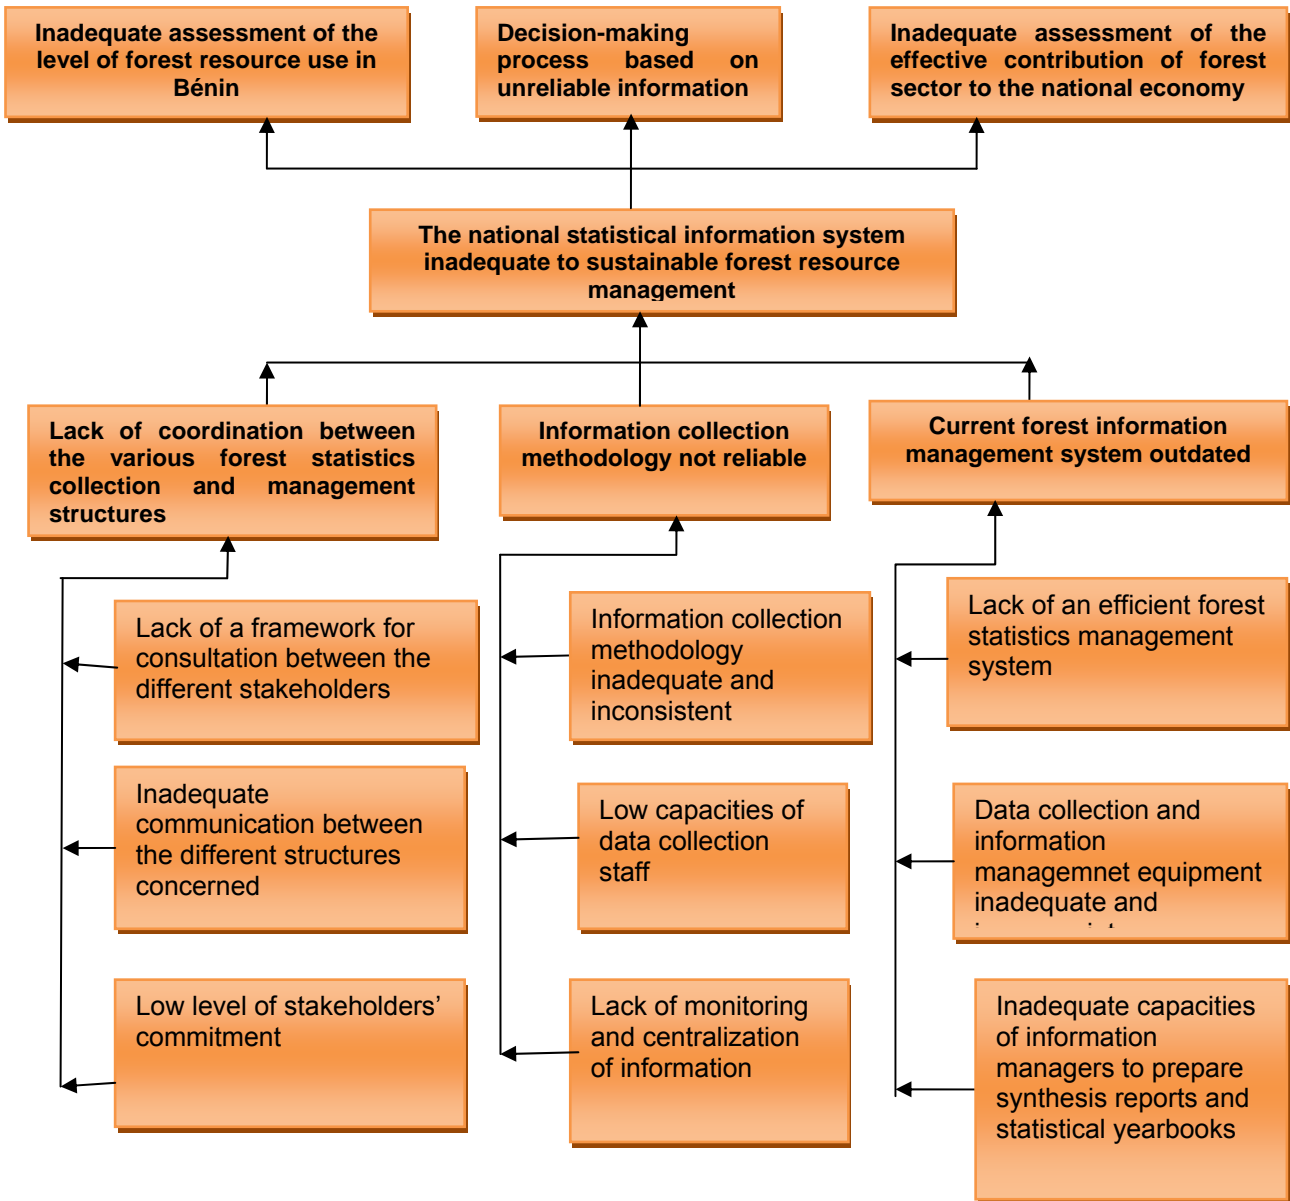 Inadequate assessment of the
level of forest resource use in
Bénin
Decision-making
process based on
unreliable information
Inadequate assessment of the
effective contribution of forest
sector to the national economy
The national statistical information system
inadequate to sustainable forest resource
management
Lack of coordination between
the various forest statistics
collection and management
structures
Information collection
methodology not reliable
Current forest information
management system outdated
Lack of a framework for
consultation between the
different stakeholders
Inadequate
communication between
the different structures
concerned
Low level of stakeholders’
commitment
Information collection
methodology
inadequate and
inconsistent
Low capacities of
data collection
staff
Lack of monitoring
and centralization
of information
Lack of an efficient forest
statistics management
system
Data collection and
information
managemnet equipment
inadequate and
Inadequate capacities
of information
managers to prepare
synthesis reports and
statistical yearbooks